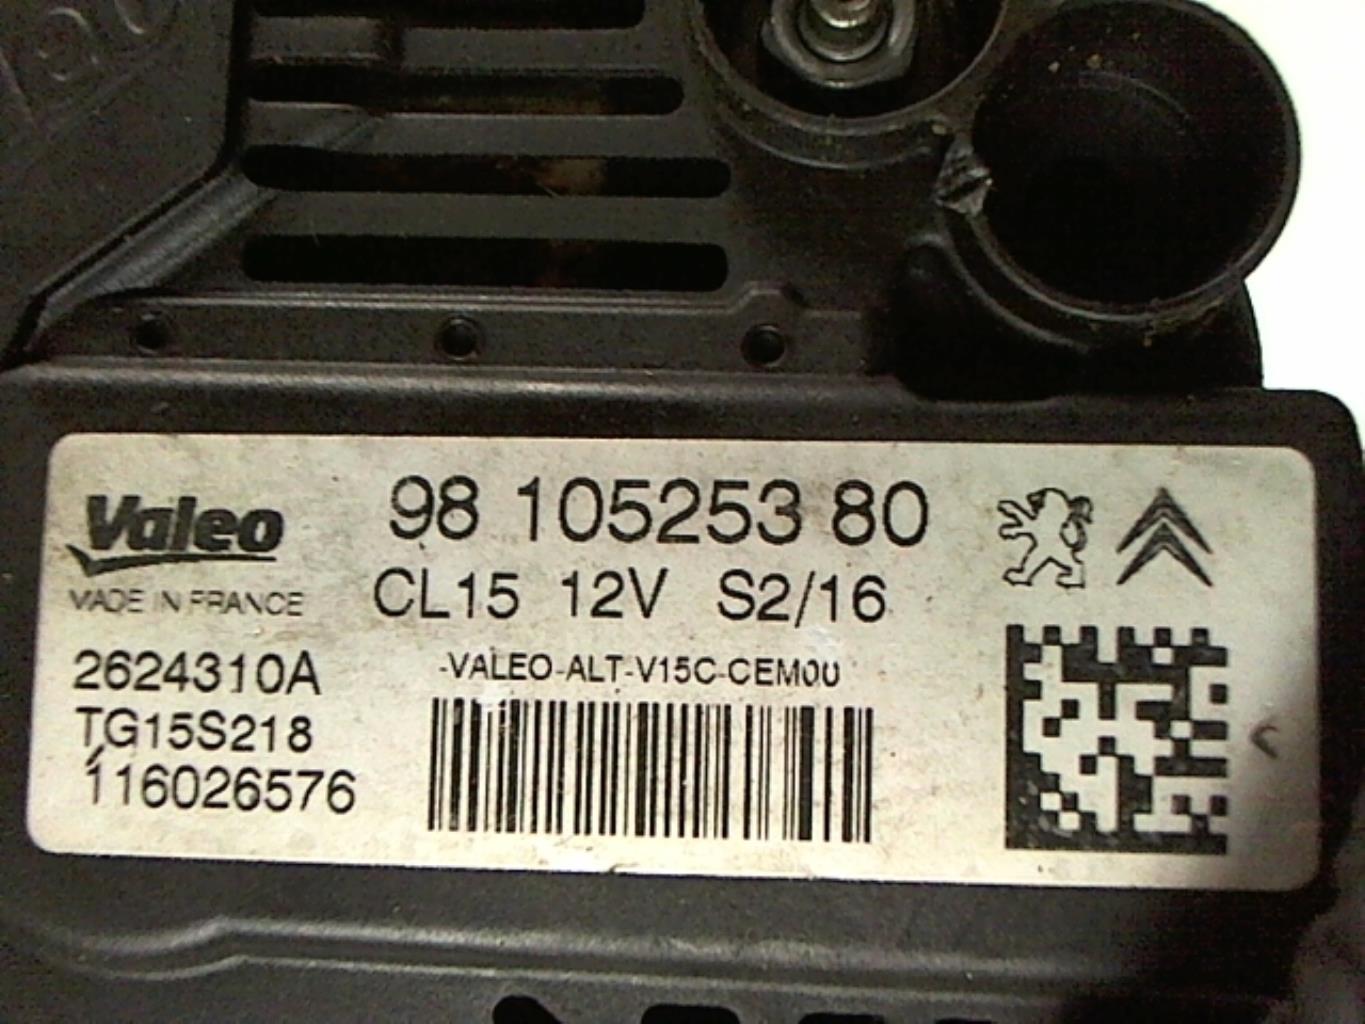 Valeo
MADE IN FRANCE
98 105253 80
CL15 12V S2/16
-VALEO-ALT-V15C-CEM00
2624310A
TG15S218
116026576